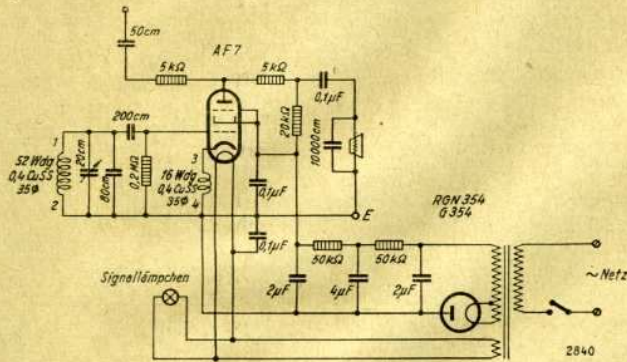 50cm
AF7
5kΩ
5kΩ
0,1µF
200cm
20kΩ
10000cm
1
52 Wdg
0,4 CuSS
35⌀
2
20cm
80cm
0,2MΩ
3
16 Wdg
0,4 CuSS
35⌀
4
0,1µF
E
0,1µF
RGN 354
G 354
50kΩ
50kΩ
Signallämpchen
2µF
4µF
2µF
~Netz
2840